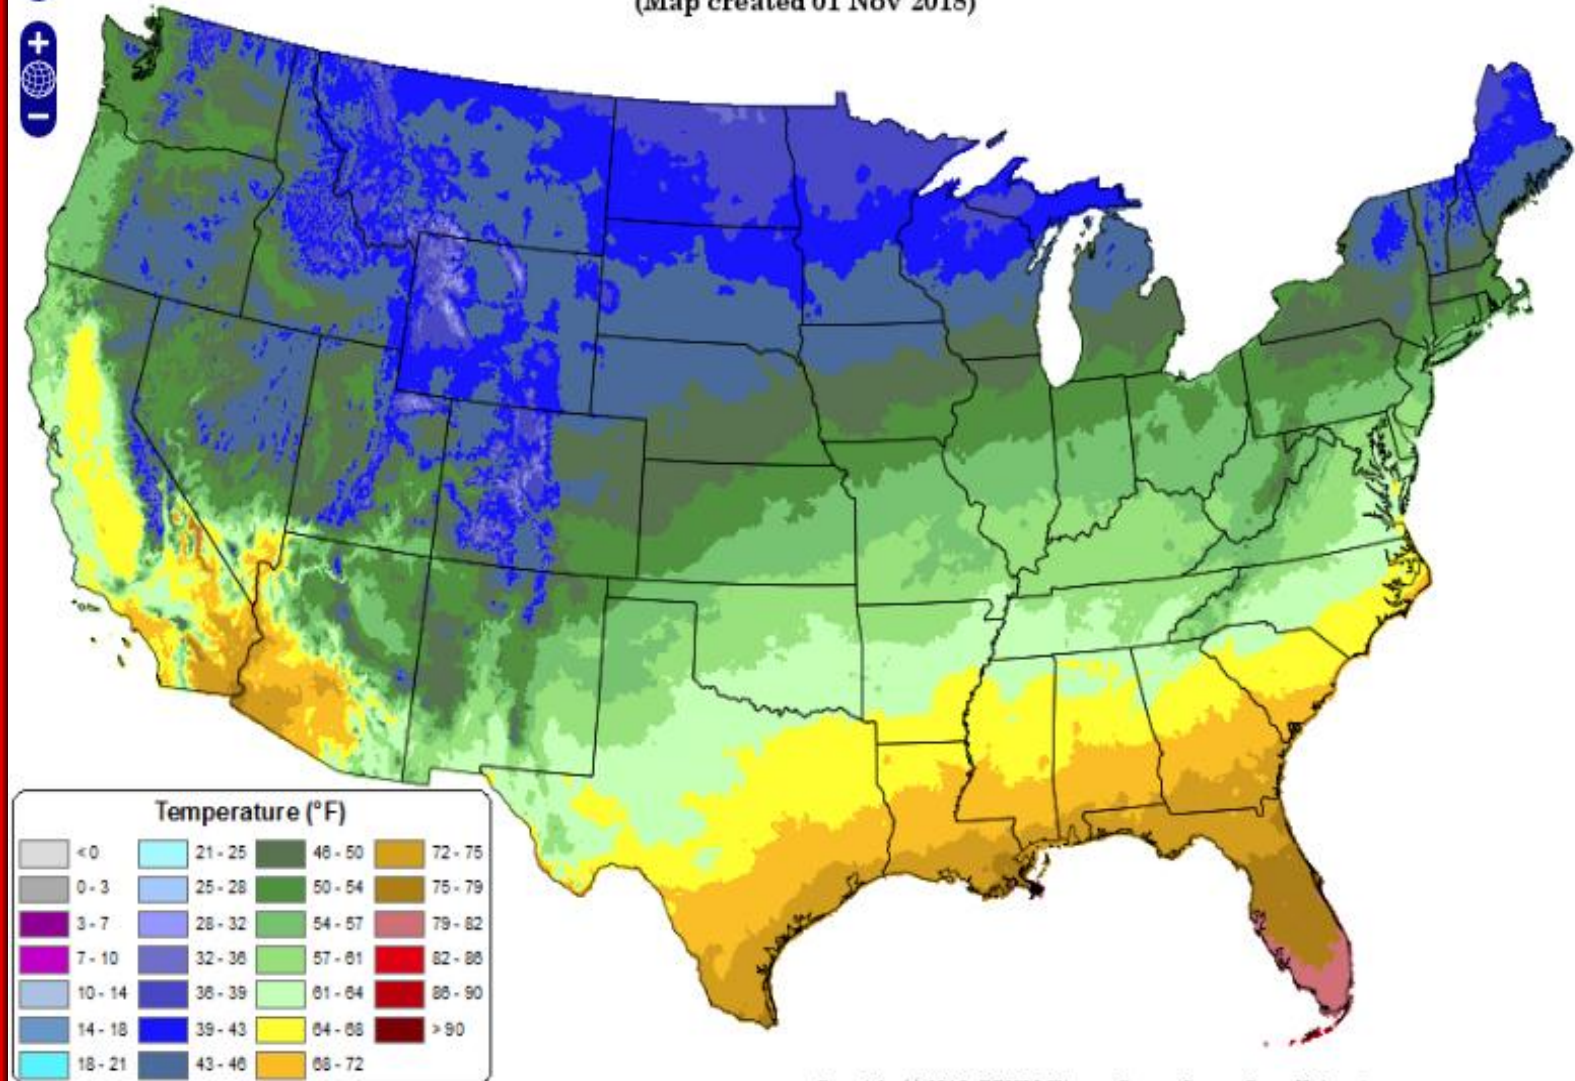 (Map created 01 Nov 2018)
+
−
Temperature (°F)
< 0
0 - 3
3 - 7
7 - 10
10 - 14
14 - 18
18 - 21
21 - 25
25 - 28
28 - 32
32 - 36
36 - 39
39 - 43
43 - 46
46 - 50
50 - 54
54 - 57
57 - 61
61 - 64
64 - 68
68 - 72
72 - 75
75 - 79
79 - 82
82 - 86
86 - 90
> 90